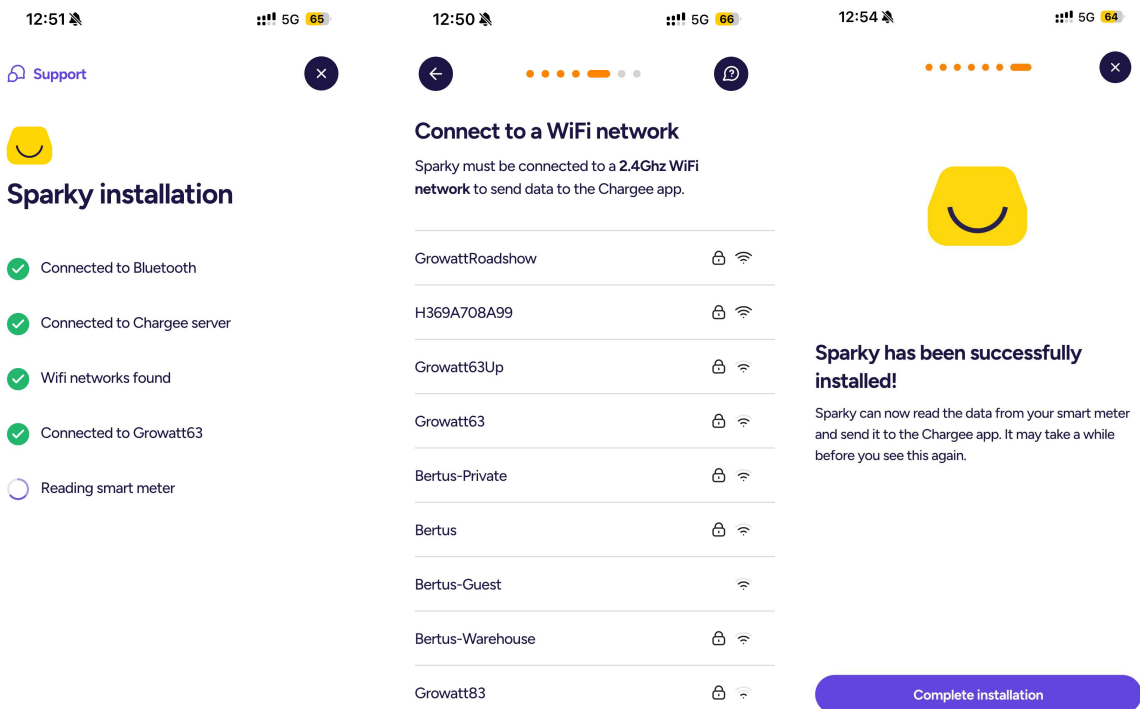 12:51
5G 65
Support
Sparky installation
Connected to Bluetooth
Connected to Chargee server
Wifi networks found
Connected to Growatt63
Reading smart meter
12:50
5G 66
Connect to a WiFi network
Sparky must be connected to a 2.4Ghz WiFi
network to send data to the Chargee app.
GrowattRoadshow
H369A708A99
Growatt63Up
Growatt63
Bertus-Private
Bertus
Bertus-Guest
Bertus-Warehouse
Growatt83
12:54
5G 64
Sparky has been successfully
installed!
Sparky can now read the data from your smart meter
and send it to the Chargee app. It may take a while
before you see this again.
Complete installation